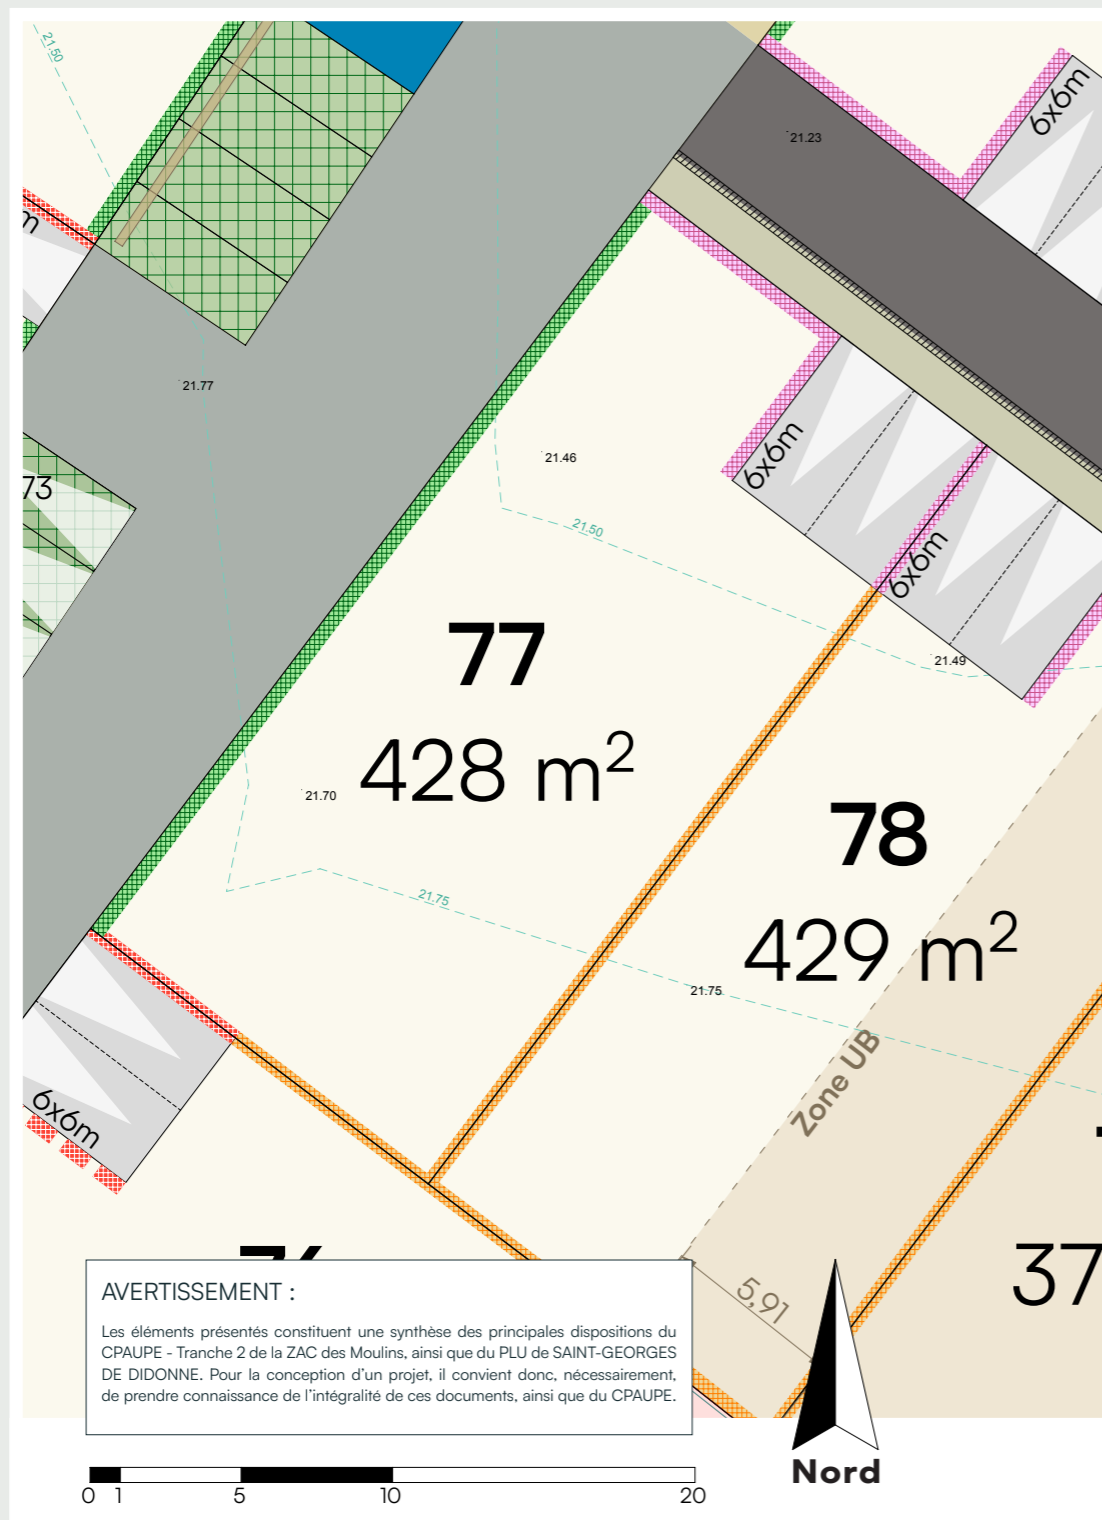 21.50
6x6m
21.23
m
21.77
6x6m
21.46
73
21.50
6x6m
77
21.49
428 m²
21.70
78
21.75
429 m²
21.75
Zone UB
6x6m
37
5,91
AVERTISSEMENT :
Les éléments présentés constituent une synthèse des principales dispositions du
CPAUPE - Tranche 2 de la ZAC des Moulins, ainsi que du PLU de SAINT-GEORGES
DE DIDONNE. Pour la conception d'un projet, il convient donc, nécessairement,
de prendre connaissance de l'intégralité de ces documents, ainsi que du CPAUPE.
Nord
0 1 5 10 20